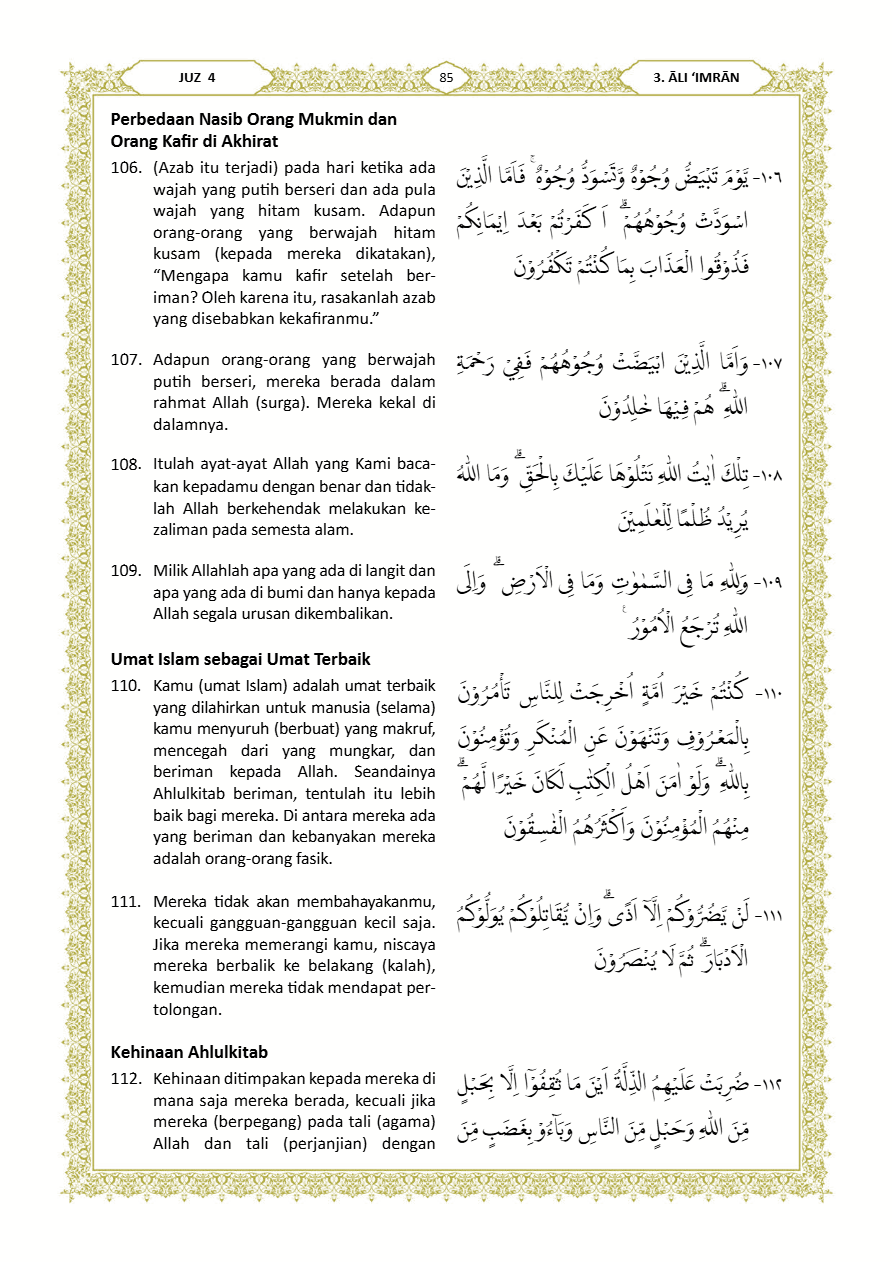 JUZ 4
85
3. ĀLI ‘IMRĀN
Perbedaan Nasib Orang Mukmin dan
Orang Kafir di Akhirat
106. (Azab itu terjadi) pada hari ketika ada
wajah yang putih berseri dan ada pula
wajah yang hitam kusam. Adapun
orang-orang yang berwajah hitam
kusam (kepada mereka dikatakan),
“Mengapa kamu kafir setelah ber-
iman? Oleh karena itu, rasakanlah azab
yang disebabkan kekafiranmu.”
١٠٦- يَّوْمَ تَبْيَضُّ وُجُوْهٌ وَّتَسْوَدُّ وُجُوْهٌ ۚ فَاَمَّا الَّذِيْنَ
اسْوَدَّتْ وُجُوْهُهُمْ ۗ اَ كَفَرْتُمْ بَعْدَ اِيْمَانِكُمْ
فَذُوْقُوا الْعَذَابَ بِمَا كُنْتُمْ تَكْفُرُوْنَ
107. Adapun orang-orang yang berwajah
putih berseri, mereka berada dalam
rahmat Allah (surga). Mereka kekal di
dalamnya.
١٠٧- وَاَمَّا الَّذِيْنَ ابْيَضَّتْ وُجُوْهُهُمْ فَفِيْ رَحْمَةِ
اللّٰهِ ۗ هُمْ فِيْهَا خٰلِدُوْنَ
108. Itulah ayat-ayat Allah yang Kami baca-
kan kepadamu dengan benar dan tidak-
lah Allah berkehendak melakukan ke-
zaliman pada semesta alam.
١٠٨- تِلْكَ اٰيٰتُ اللّٰهِ نَتْلُوْهَا عَلَيْكَ بِالْحَقِّ ۗ وَمَا اللّٰهُ
يُرِيْدُ ظُلْمًا لِّلْعٰلَمِيْنَ
109. Milik Allahlah apa yang ada di langit dan
apa yang ada di bumi dan hanya kepada
Allah segala urusan dikembalikan.
١٠٩- وَلِلّٰهِ مَا فِى السَّمٰوٰتِ وَمَا فِى الْاَرْضِ ۗ وَاِلَى
اللّٰهِ تُرْجَعُ الْاُمُوْرُ ۚ
Umat Islam sebagai Umat Terbaik
110. Kamu (umat Islam) adalah umat terbaik
yang dilahirkan untuk manusia (selama)
kamu menyuruh (berbuat) yang makruf,
mencegah dari yang mungkar, dan
beriman kepada Allah. Seandainya
Ahlulkitab beriman, tentulah itu lebih
baik bagi mereka. Di antara mereka ada
yang beriman dan kebanyakan mereka
adalah orang-orang fasik.
١١٠- كُنْتُمْ خَيْرَ اُمَّةٍ اُخْرِجَتْ لِلنَّاسِ تَأْمُرُوْنَ
بِالْمَعْرُوْفِ وَتَنْهَوْنَ عَنِ الْمُنْكَرِ وَتُؤْمِنُوْنَ
بِاللّٰهِ ۗ وَلَوْ اٰمَنَ اَهْلُ الْكِتٰبِ لَكَانَ خَيْرًا لَّهُمْ ۗ
مِنْهُمُ الْمُؤْمِنُوْنَ وَاَكْثَرُهُمُ الْفٰسِقُوْنَ
111. Mereka tidak akan membahayakanmu,
kecuali gangguan-gangguan kecil saja.
Jika mereka memerangi kamu, niscaya
mereka berbalik ke belakang (kalah),
kemudian mereka tidak mendapat per-
tolongan.
١١١- لَنْ يَّضُرُّوْكُمْ اِلَّآ اَذًىۗ وَاِنْ يُّقَاتِلُوْكُمْ يُوَلُّوْكُمُ
الْاَدْبَارَ ۗ ثُمَّ لَا يُنْصَرُوْنَ
Kehinaan Ahlulkitab
112. Kehinaan ditimpakan kepada mereka di
mana saja mereka berada, kecuali jika
mereka (berpegang) pada tali (agama)
Allah dan tali (perjanjian) dengan
١١٢- ضُرِبَتْ عَلَيْهِمُ الذِّلَّةُ اَيْنَ مَا ثُقِفُوْٓا اِلَّا بِحَبْلٍ
مِّنَ اللّٰهِ وَحَبْلٍ مِّنَ النَّاسِ وَبَاۤءُوْ بِغَضَبٍ مِّنَ